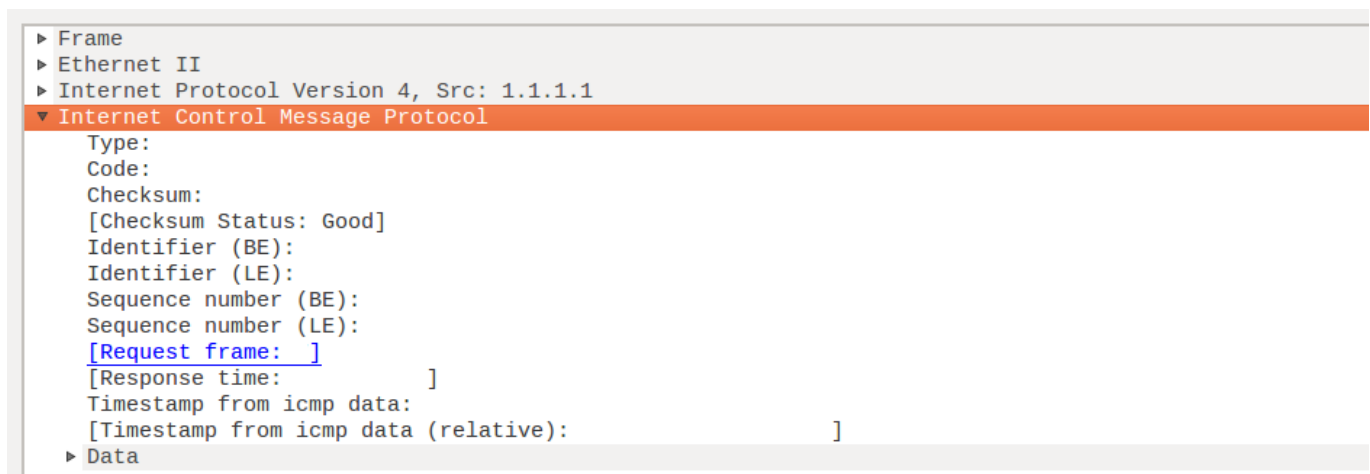 Frame
Ethernet II
Internet Protocol Version 4, Src: 1.1.1.1
Internet Control Message Protocol
Type:
Code:
Checksum:
[Checksum Status: Good]
Identifier (BE):
Identifier (LE):
Sequence number (BE):
Sequence number (LE):
[Request frame:  ]
[Response time:           ]
Timestamp from icmp data:
[Timestamp from icmp data (relative):                    ]
Data